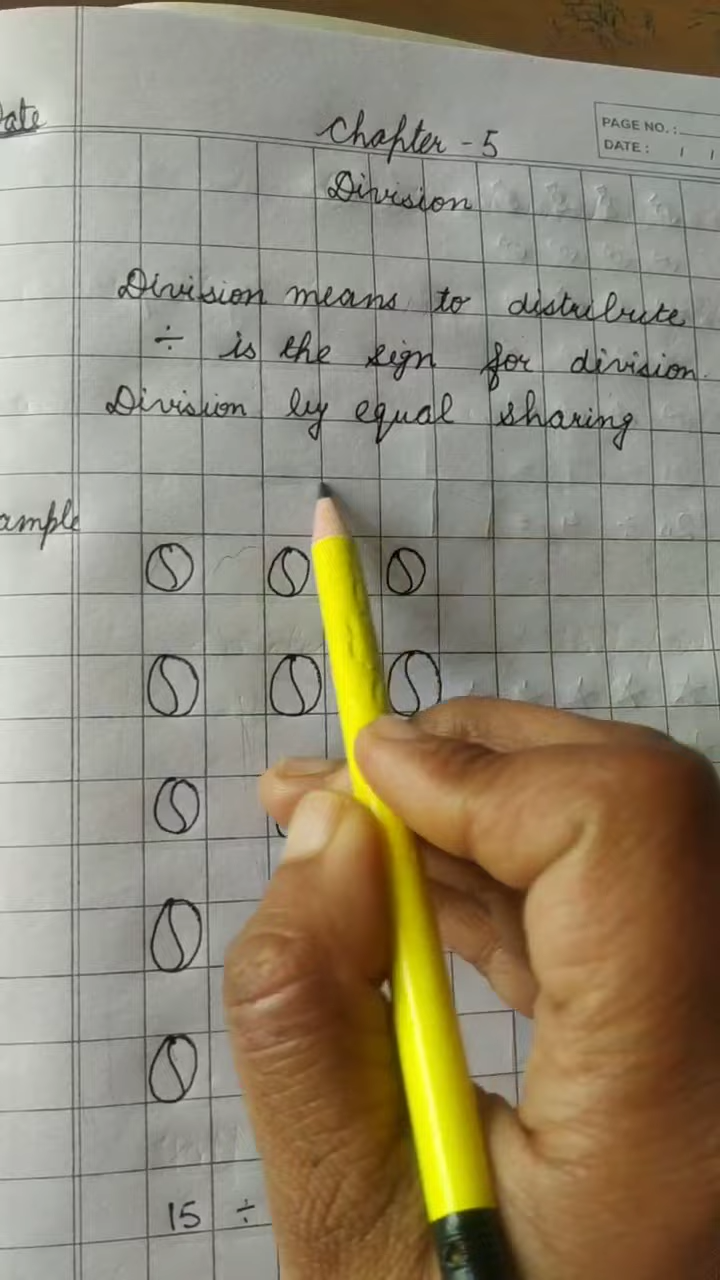 Date
Chapter - 5
PAGE NO.:
DATE: / /
Division
Division means to distribute
÷ is the sign for division.
Division by equal sharing
ample
15 ÷